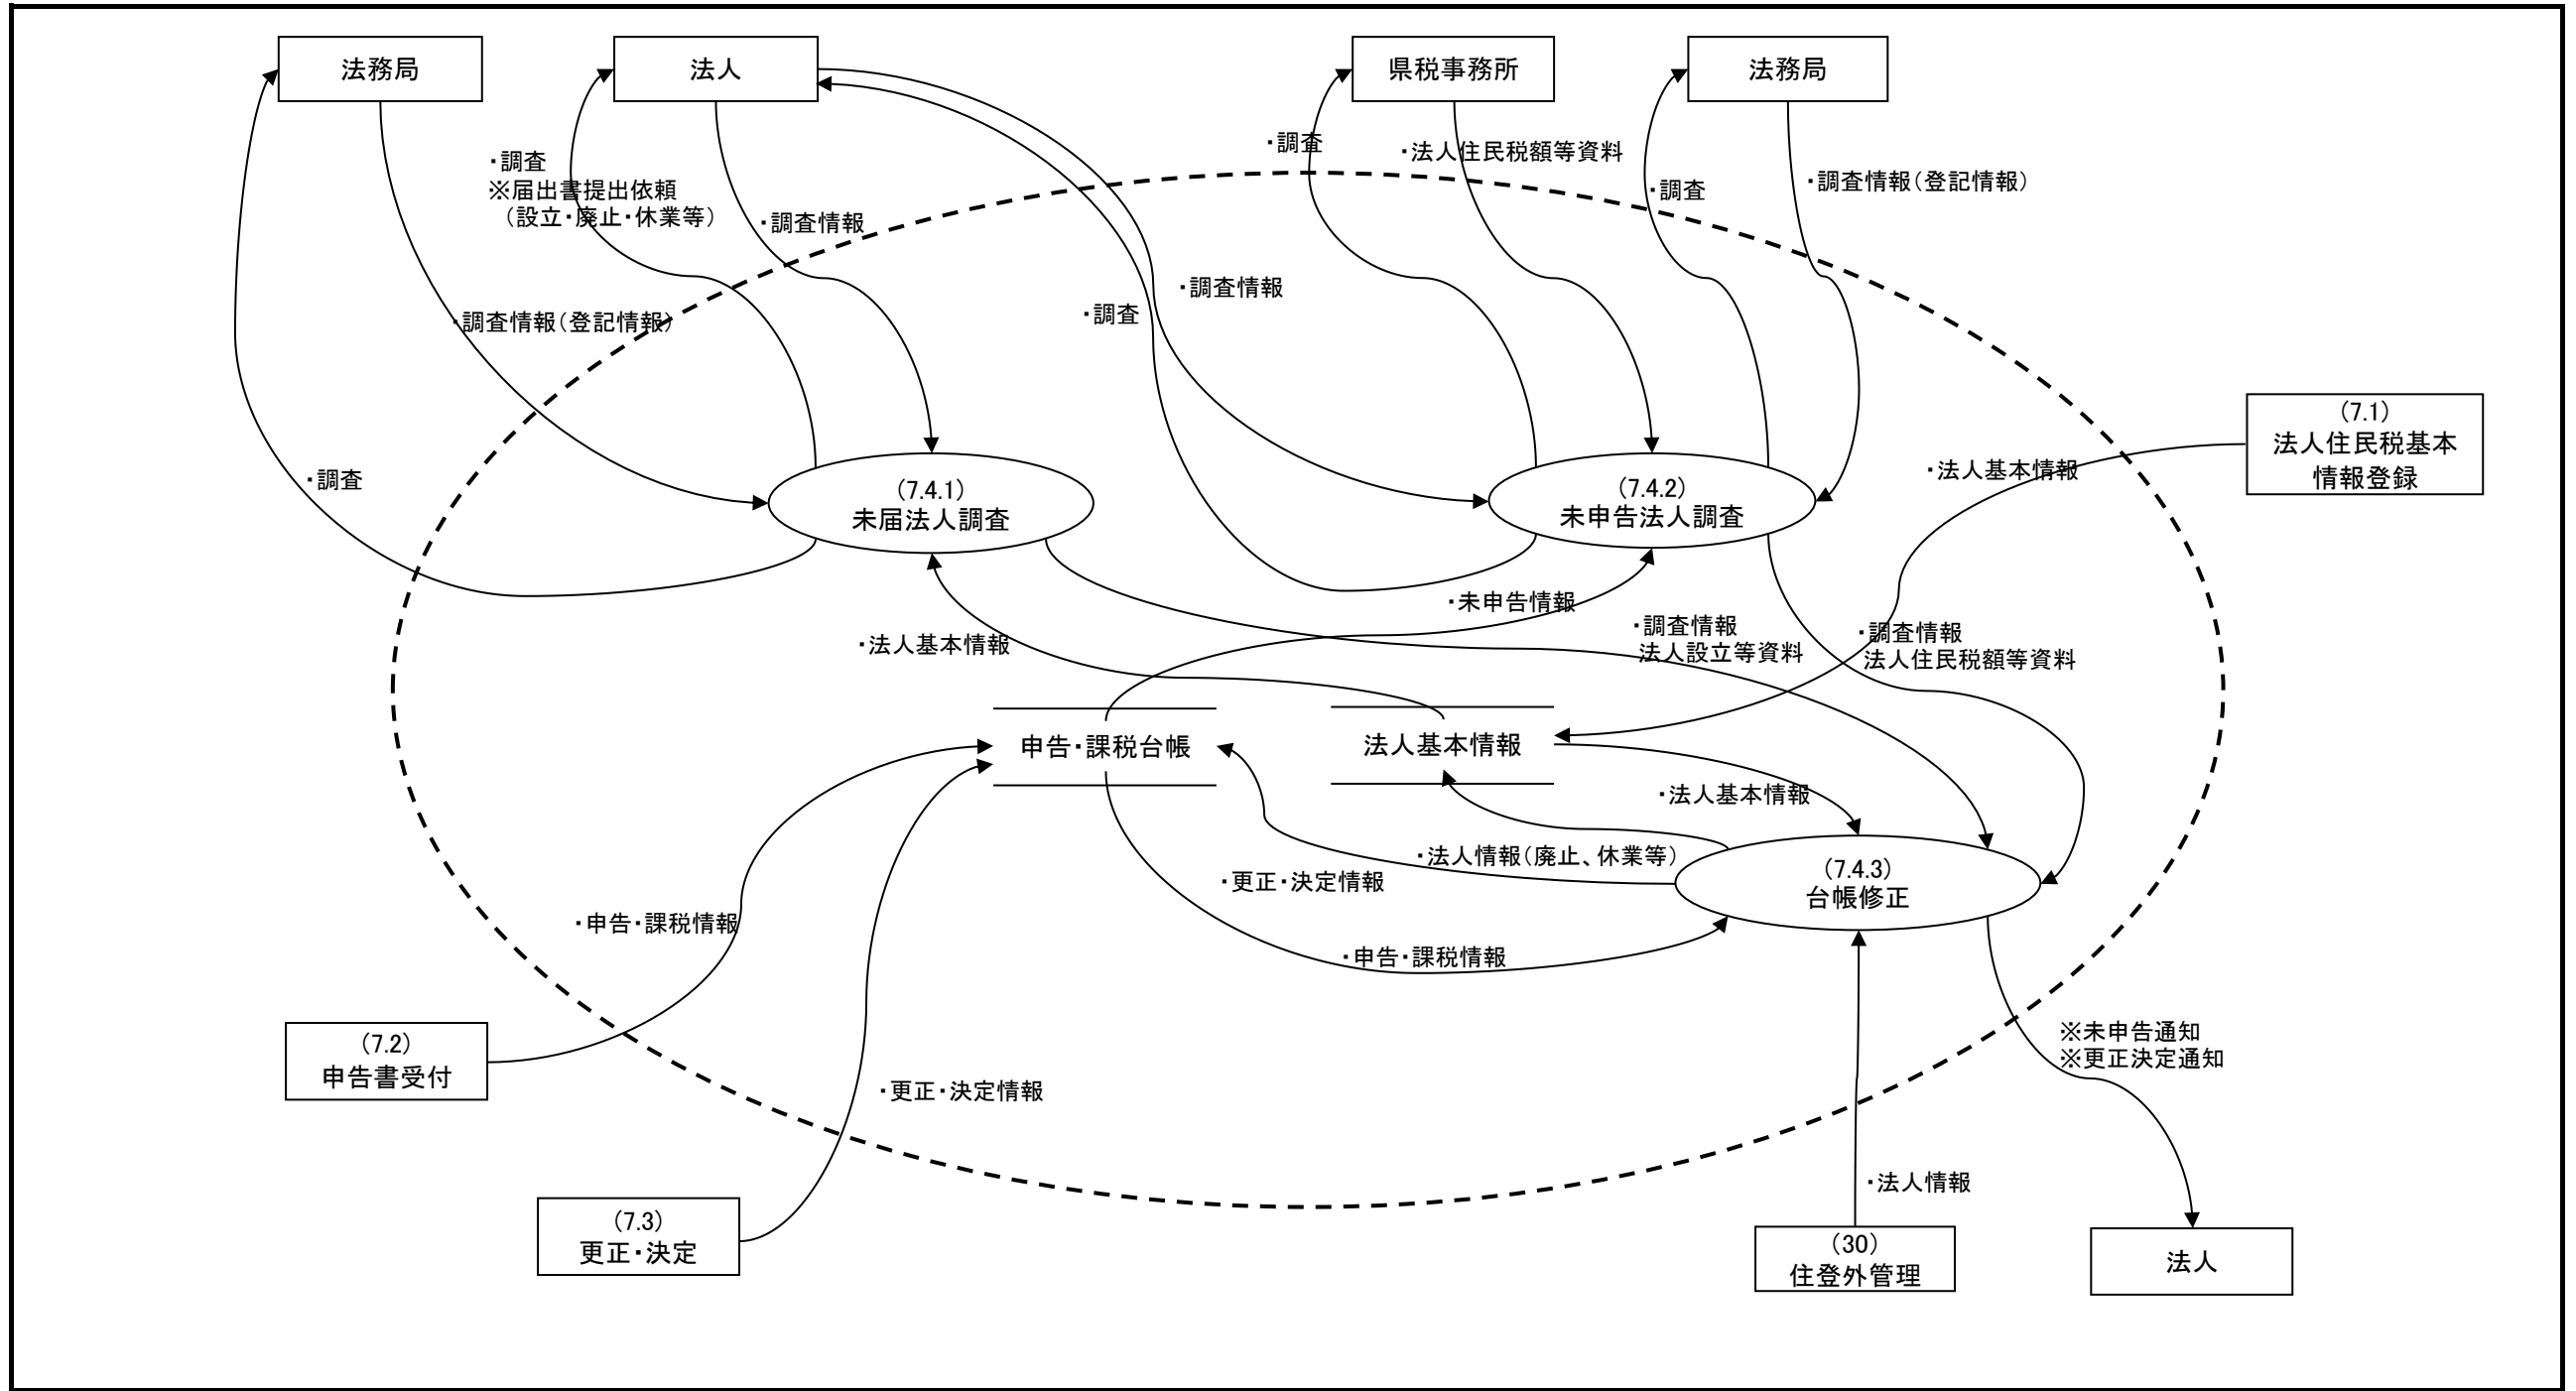 法務局
法人
県税事務所
法務局
・調査
・法人住民税額等資料
・調査
※届出書提出依頼
（設立・廃止・休業等）
・調査
・調査情報（登記情報）
・調査情報
・調査情報
・調査
・調査情報（登記情報）
（7.1）
法人住民税基本
情報登録
・法人基本情報
・調査
（7.4.1）
未届法人調査
（7.4.2）
未申告法人調査
・未申告情報
・法人基本情報
・調査情報
法人設立等資料
・調査情報
法人住民税額等資料
申告・課税台帳
法人基本情報
・法人基本情報
・法人情報（廃止、休業等）
・更正・決定情報
（7.4.3）
台帳修正
・申告・課税情報
・申告・課税情報
（7.2）
申告書受付
※未申告通知
※更正決定通知
・更正・決定情報
・法人情報
（7.3）
更正・決定
（30）
住登外管理
法人